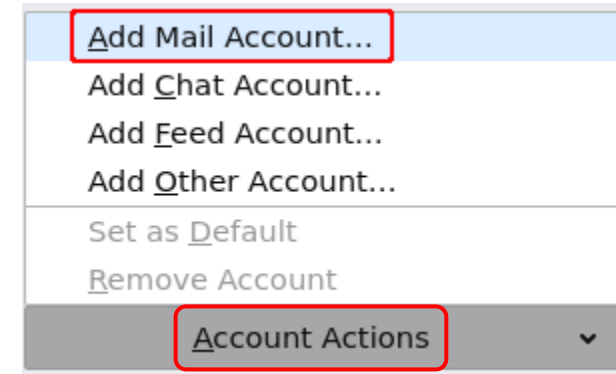 Add Mail Account...
Add Chat Account...
Add Feed Account...
Add Other Account...
Set as Default
Remove Account
Account Actions